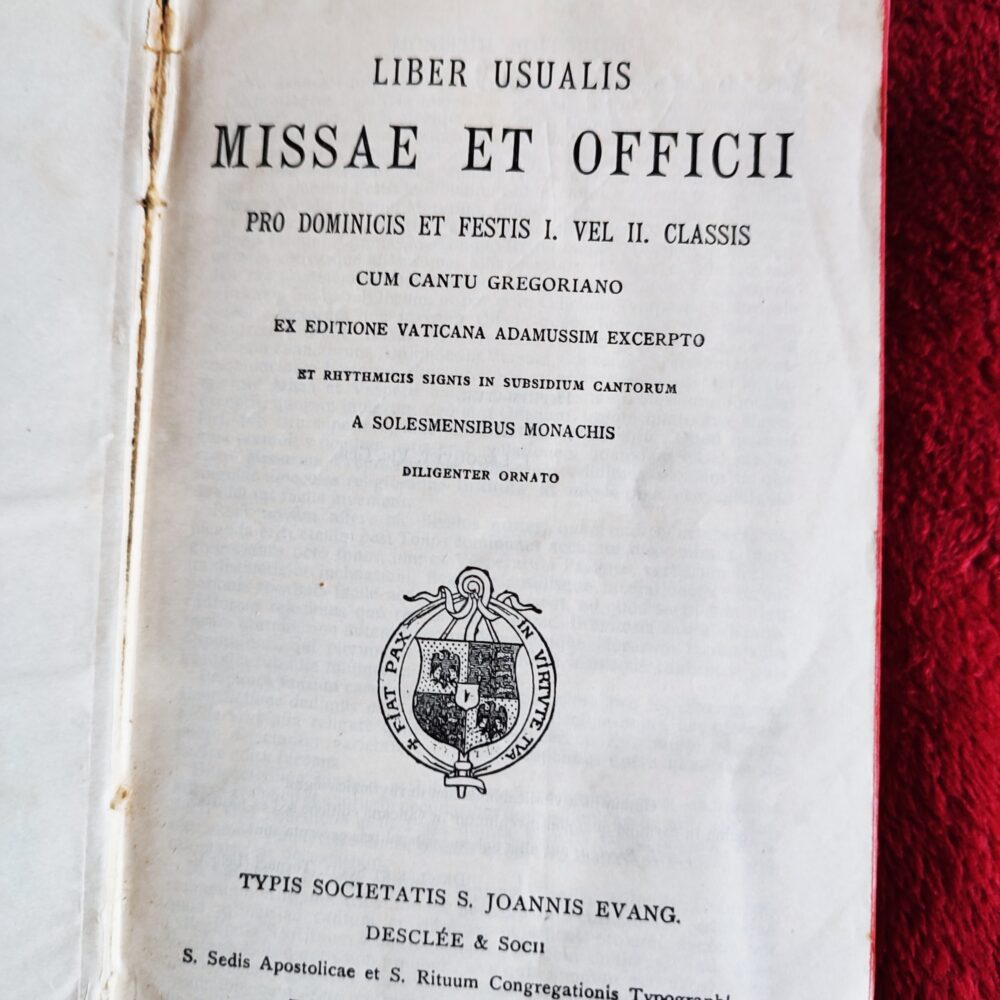 LIBER USUALIS
MISSAE ET OFFICII
PRO DOMINICIS ET FESTIS I. VEL II. CLASSIS
CUM CANTU GREGORIANO
EX EDITIONE VATICANA ADAMUSSIM EXCERPTO
ET RHYTHMICIS SIGNIS IN SUBSIDIUM CANTORUM
A SOLESMENSIBUS MONACHIS
DILIGENTER ORNATO
✠ FIAT PAX IN VIRTVTE TVA.
TYPIS SOCIETATIS S. JOANNIS EVANG.
DESCLÉE & SOCII
S. Sedis Apostolicae et S. Rituum Congregationis